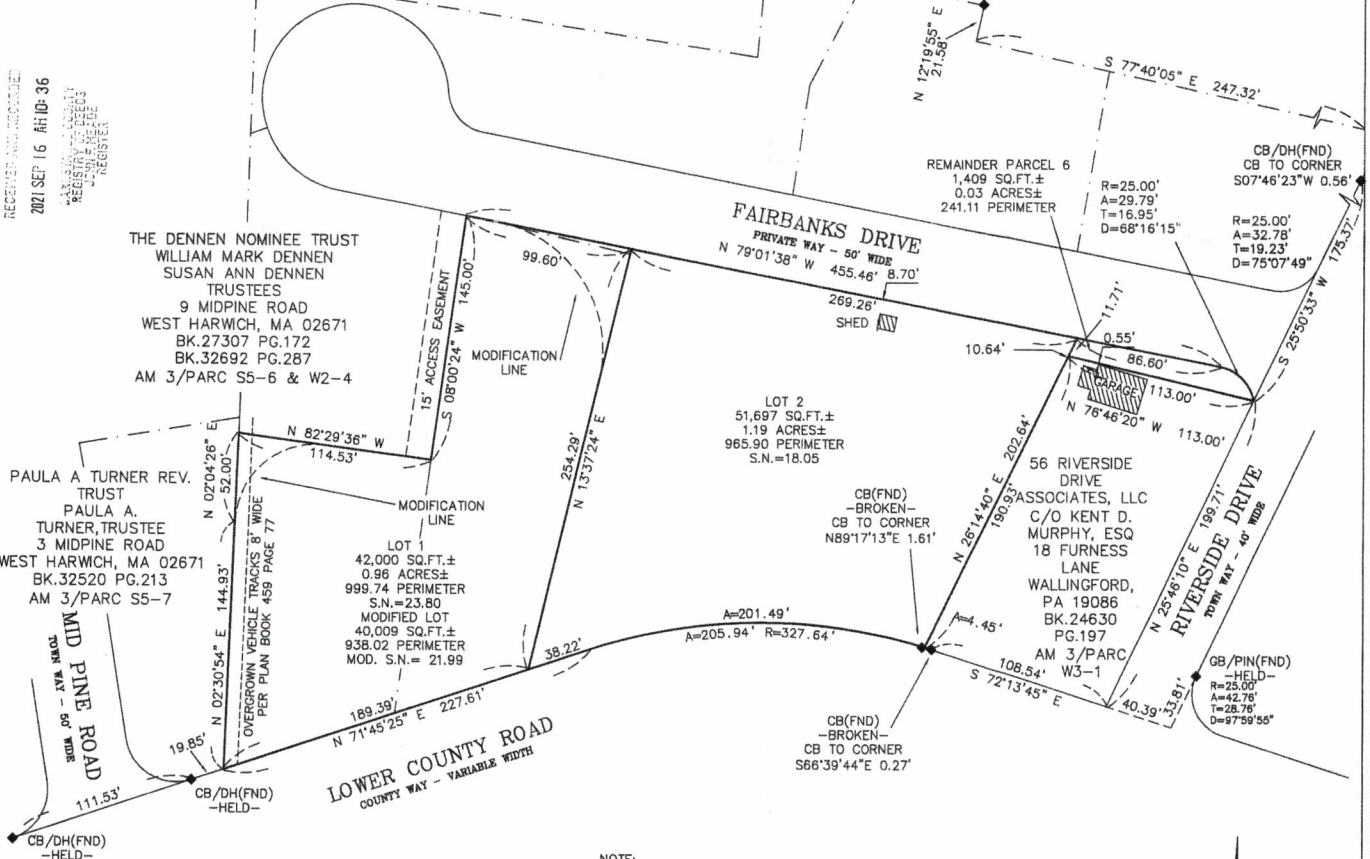 RECEIVED AND RECORDED
2021 SEP 16 AM 10:36
REGISTRY OF DEEDS
REGISTER
N 12°19'55" E
21.58'
S 77°40'05" E 247.32'
CB/DH(FND)
CB TO CORNER
S07°46'23"W 0.56'
REMAINDER PARCEL 6
1,409 SQ.FT.±
0.03 ACRES±
241.11 PERIMETER
R=25.00'
A=29.79'
T=16.95'
D=68°16'15"
R=25.00'
A=32.78'
T=19.23'
D=75°07'49"
S 25°50'33" W 175.37'
FAIRBANKS DRIVE
PRIVATE WAY - 50' WIDE
N 79°01'38" W 455.46' 8.70'
THE DENNEN NOMINEE TRUST
WILLIAM MARK DENNEN
SUSAN ANN DENNEN
TRUSTEES
9 MIDPINE ROAD
WEST HARWICH, MA 02671
BK.27307 PG.172
BK.32692 PG.287
AM 3/PARC S5-6 & W2-4
99.60'
15' ACCESS EASEMENT
S 08°00'24" W 145.00'
MODIFICATION
LINE
269.26'
SHED
11.71'
0.55'
86.60'
10.64'
GARAGE
113.00'
N 76°46'20" W 113.00'
N 82°29'36" W
114.53'
N 02°04'26" E
52.00'
254.29'
N 13°37'24" E
LOT 2
51,697 SQ.FT.±
1.19 ACRES±
965.90 PERIMETER
S.N.=18.05
N 26°14'40" E 202.64'
190.93'
PAULA A TURNER REV.
TRUST
PAULA A.
TURNER,TRUSTEE
3 MIDPINE ROAD
WEST HARWICH, MA 02671
BK.32520 PG.213
AM 3/PARC S5-7
MODIFICATION
LINE
N 02°30'54" E 144.93'
OVERGROWN VEHICLE TRACKS 8' WIDE
PER PLAN BOOK 459 PAGE 77
LOT 1
42,000 SQ.FT.±
0.96 ACRES±
999.74 PERIMETER
S.N.=23.80
MODIFIED LOT
40,009 SQ.FT.±
938.02 PERIMETER
MOD. S.N.= 21.99
CB(FND)
-BROKEN-
CB TO CORNER
N89°17'13"E 1.61'
56 RIVERSIDE
DRIVE
ASSOCIATES, LLC
C/O KENT D.
MURPHY, ESQ
18 FURNESS
LANE
WALLINGFORD,
PA 19086
BK.24630
PG.197
AM 3/PARC
W3-1
N 25°46'10" E 199.71'
RIVERSIDE DRIVE
TOWN WAY - 40' WIDE
A=201.49'
A=205.94' R=327.64'
A=4.45'
38.22'
108.54'
S 72°13'45" E
40.39'
33.81'
GB/PIN(FND)
-HELD-
R=25.00'
A=42.76'
T=28.76'
D=97°59'55"
CB(FND)
-BROKEN-
CB TO CORNER
S66°39'44"E 0.27'
MID PINE ROAD
TOWN WAY - 50' WIDE
189.39'
N 71°45'25" E 227.61'
LOWER COUNTY ROAD
COUNTY WAY - VARIABLE WIDTH
19.85'
111.53'
CB/DH(FND)
-HELD-
CB/DH(FND)
-HELD-
NOTE: